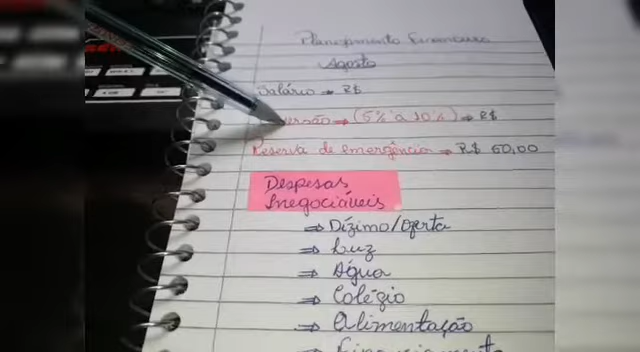 Planejamento Financeiro
Agosto
Salário → R$
→ (5% a 10%) → R$
Reserva de emergência → R$ 60,00
Despesas
Inegociáveis
⇒ Dízimo/Oferta
⇒ Luz
⇒ Água
⇒ Colégio
⇒ Alimentação